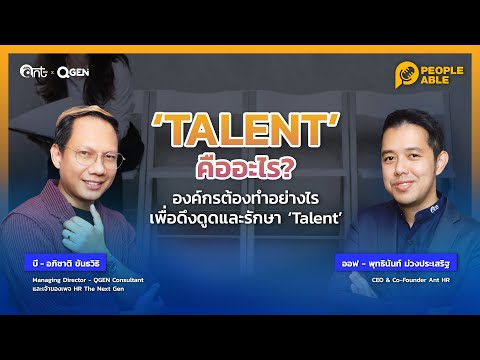 ant x QGEN
PEOPLE
ABLE
'TALENT'
คืออะไร?
องค์กรต้องทำอย่างไร
เพื่อดึงดูดและรักษา 'Talent'
บี - อภิชาติ ขันธวิธิ
Managing Director - QGEN Consultant
และเจ้าของเพจ HR The Next Gen
ออฟ - พุทธินันท์ ม่วงประเสริฐ
CEO & Co-Founder Ant HR